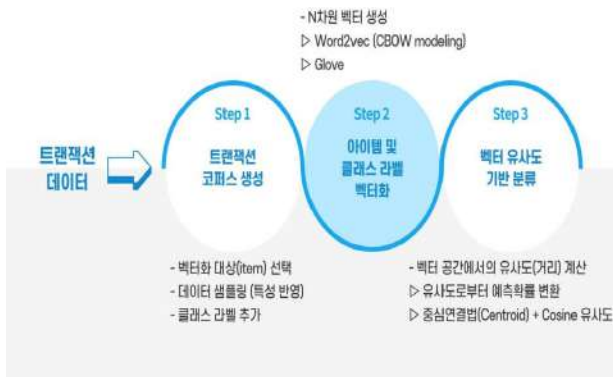 - N차원 벡터 생성
▷ Word2vec (CBOW modeling)
▷ Glove
트랜잭션
데이터
Step 1
트랜잭션
코퍼스 생성
Step 2
아이템 및
클래스 라벨
벡터화
Step 3
벡터 유사도
기반 분류
- 벡터화 대상(item) 선택
- 데이터 샘플링 (특성 반영)
- 클래스 라벨 추가
- 벡터 공간에서의 유사도(거리) 계산
▷ 유사도로부터 예측확률 변환
▷ 중심연결법(Centroid) + Cosine 유사도